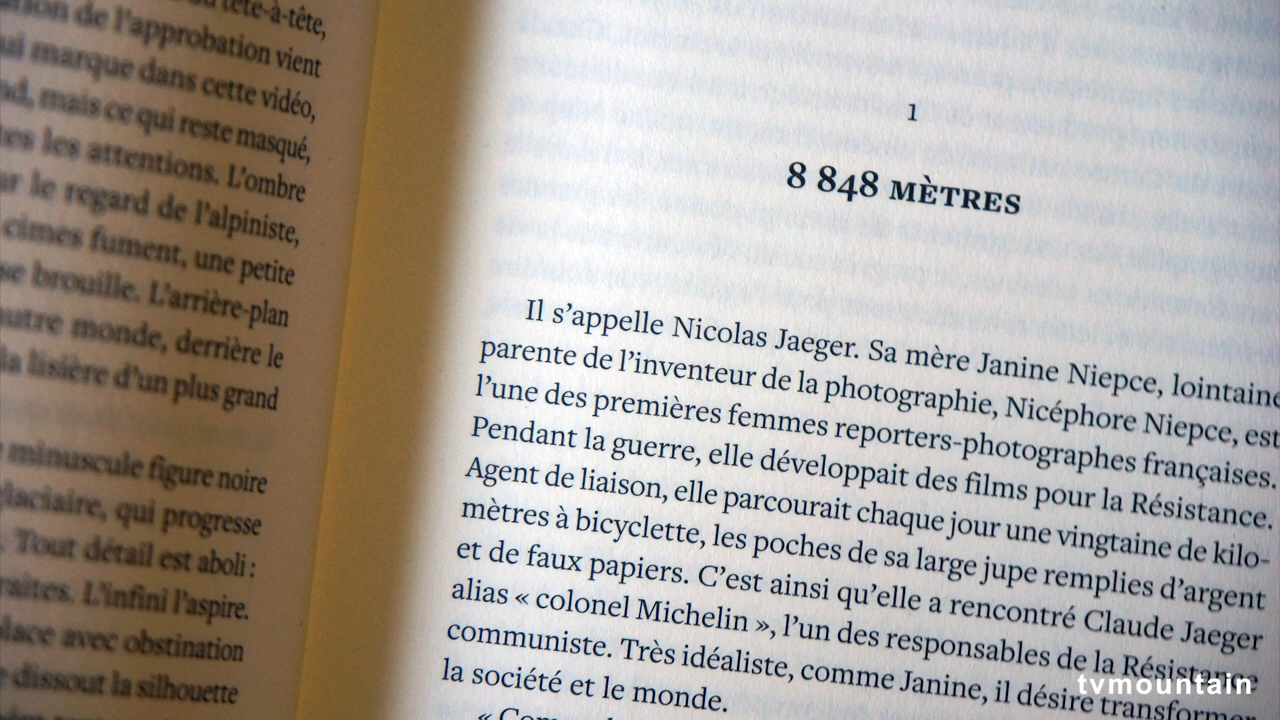 tête-à-tête,
de l'approbation vient
marque dans cette vidéo,
mais ce qui reste masqué,
les attentions. L'ombre
le regard de l'alpiniste,
cimes fument, une petite
se brouille. L'arrière-plan
autre monde, derrière le
la lisière d'un plus grand
minuscule figure noire
glaciaire, qui progresse
Tout détail est aboli :
L'infini l'aspire.
avec obstination
dissout la silhouette
1
8 848 MÈTRES
Il s'appelle Nicolas Jaeger. Sa mère Janine Niepce, lointaine
parente de l'inventeur de la photographie, Nicéphore Niepce, est
l'une des premières femmes reporters-photographes françaises.
Pendant la guerre, elle développait des films pour la Résistance.
Agent de liaison, elle parcourait chaque jour une vingtaine de kilo-
mètres à bicyclette, les poches de sa large jupe remplies d'argent
et de faux papiers. C'est ainsi qu'elle a rencontré Claude Jaeger
alias « colonel Michelin », l'un des responsables de la Résistance
communiste. Très idéaliste, comme Janine, il désire transformer
la société et le monde.
tvmountain